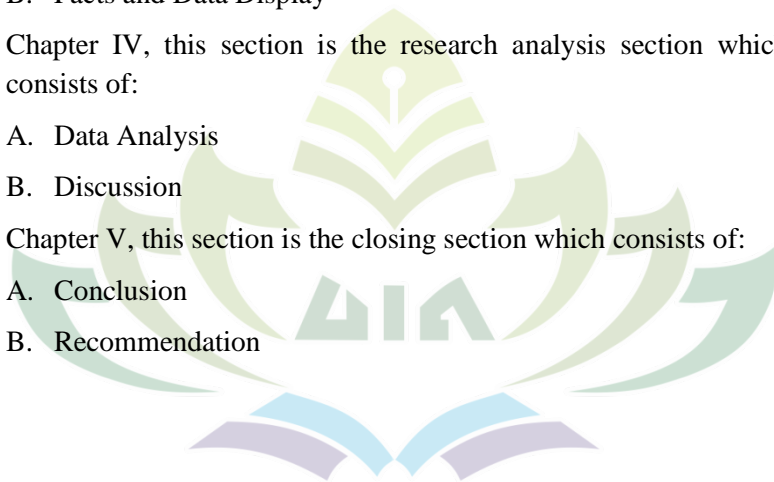 B. Facts and Data Display
Chapter IV, this section is the research analysis section whic
consists of:
A. Data Analysis
B. Discussion
Chapter V, this section is the closing section which consists of:
A. Conclusion
B. Recommendation